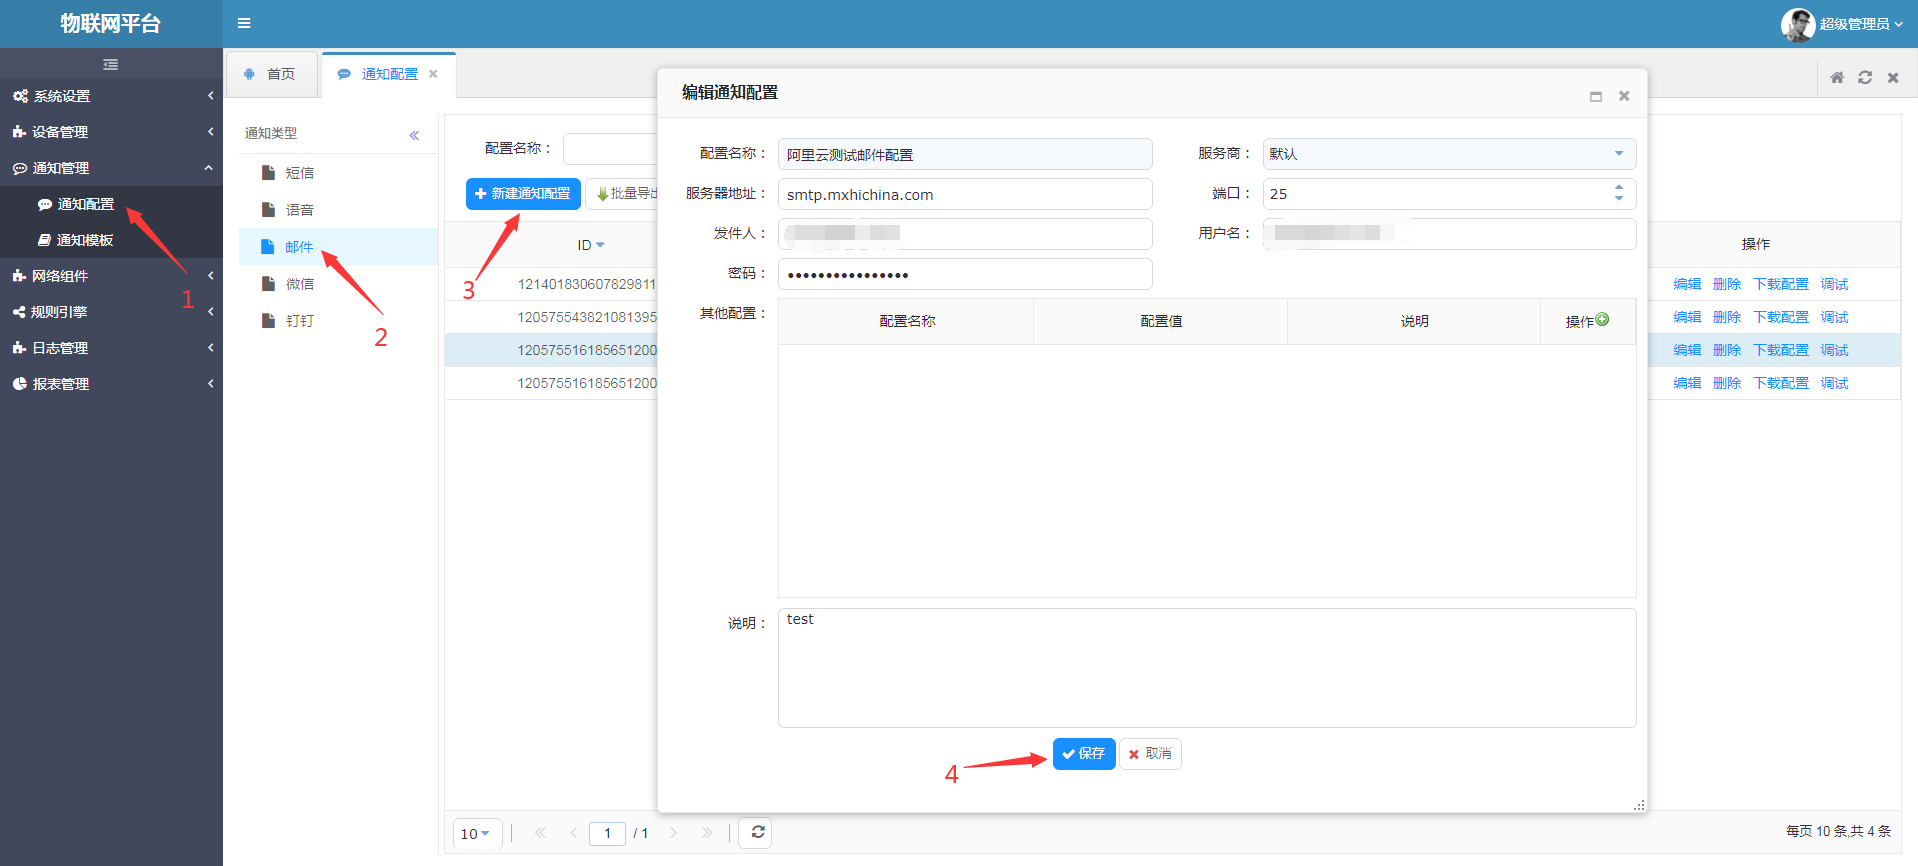 物联网平台
超级管理员
系统设置
设备管理
通知管理
通知配置
通知模板
网络组件
规则引擎
日志管理
报表管理
首页
通知配置
通知类型
短信
语音
邮件
微信
钉钉
配置名称：
新建通知配置
批量导出
ID
121401830607829811
120575543821081395
120575516185651200
120575516185651200
操作
编辑 删除 下载配置 调试
编辑 删除 下载配置 调试
编辑 删除 下载配置 调试
编辑 删除 下载配置 调试
编辑通知配置
配置名称： 阿里云测试邮件配置
服务商： 默认
服务器地址： smtp.mxhichina.com
端口： 25
发件人：
用户名：
密码：
其他配置：
配置名称 配置值 说明 操作
说明： test
保存 取消
1
2
3
4
10 1 / 1
每页 10 条,共 4 条